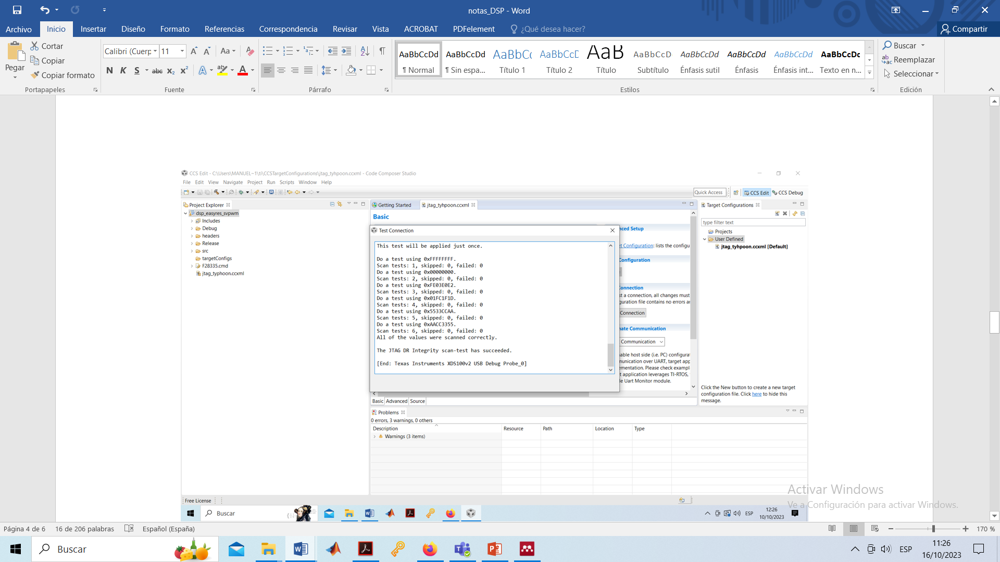 notas_DSP - Word
Archivo Inicio Insertar Diseño Formato Referencias Correspondencia Revisar Vista ACROBAT PDFelement ¿Qué desea hacer? Compartir
Pegar
Cortar
Copiar
Copiar formato
Portapapeles
Calibri (Cuerp 11
Fuente
Párrafo
AaBbCcDd AaBbCcDd AaBbC AaBbCcD AaB AaBbCcD AaBbCcDd AaBbCcDd AaBbCcDd AaBbCcDc
¶ Normal ¶ Sin espa... Título 1 Título 2 Título Subtítulo Énfasis sutil Énfasis Énfasis int... Texto en n...
Estilos
Buscar
Reemplazar
Seleccionar
Edición
CCS Edit - C:\Users\MANUEL~1\ti\CCSTargetConfigurations\jtag_tyhpoon.ccxml - Code Composer Studio
File Edit View Navigate Project Run Scripts Window Help
Quick Access CCS Edit CCS Debug
Project Explorer
dsp_easyres_svpwm
Includes
Debug
headers
Release
src
targetConfigs
F28335.cmd
jtag_typhoon.ccxml
Getting Started jtag_tyhpoon.ccxml
Basic
Test Connection
This test will be applied just once.
Do a test using 0xFFFFFFFF.
Scan tests: 1, skipped: 0, failed: 0
Do a test using 0x00000000.
Scan tests: 2, skipped: 0, failed: 0
Do a test using 0xFE03E0E2.
Scan tests: 3, skipped: 0, failed: 0
Do a test using 0x01FC1F1D.
Scan tests: 4, skipped: 0, failed: 0
Do a test using 0x5533CCAA.
Scan tests: 5, skipped: 0, failed: 0
Do a test using 0xAACC3355.
Scan tests: 6, skipped: 0, failed: 0
All of the values were scanned correctly.
The JTAG DR Integrity scan-test has succeeded.
[End: Texas Instruments XDS100v2 USB Debug Probe_0]
nced Setup
t Configuration: lists the configu
Configuration
Connection
st a connection, all changes must
guration file contains no errors a
Connection
nate Communication
Communication
able host side (i.e. PC) configurat
munication over UART, target app
ementation. Please check exampl
t application leverages TI-RTOS,
e Uart Monitor module.
Basic Advanced Source
Target Configurations
type filter text
Projects
User Defined
jtag_tyhpoon.ccxml [Default]
Click the New button to create a new target
configuration file. Click here to hide this
message.
Problems
0 errors, 3 warnings, 0 others
Description Resource Path Location Type
Warnings (3 items)
Free License
Buscar
ESP
12:26
10/10/2023
Activar Windows
Ve a Configuración para activar Windows.
Página 4 de 6 16 de 206 palabras Español (España) 170 %
Buscar
ESP
11:26
16/10/2023